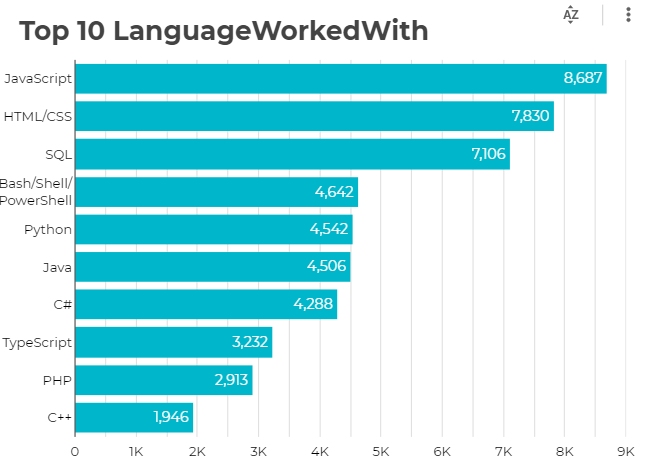 Top 10 LanguageWorkedWith
AZ
JavaScript 8,687
HTML/CSS 7,830
SQL 7,106
Bash/Shell/
PowerShell 4,642
Python 4,542
Java 4,506
C# 4,288
TypeScript 3,232
PHP 2,913
C++ 1,946
0 1K 2K 3K 4K 5K 6K 7K 8K 9K